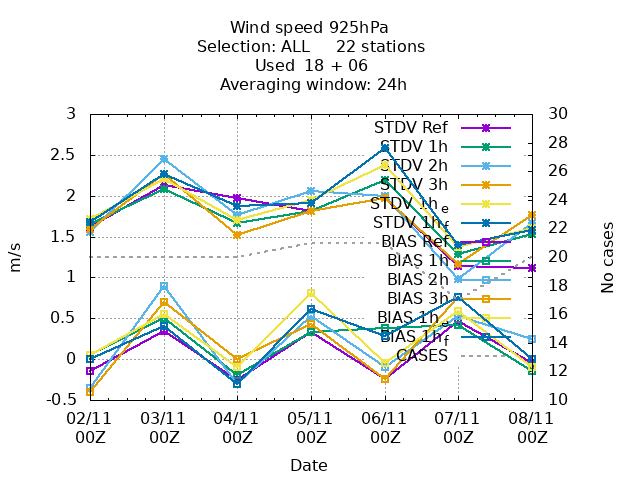 Wind speed 925hPa
Selection: ALL     22 stations
Used  18 + 06
Averaging window: 24h
m/s
3
2.5
2
1.5
1
0.5
0
-0.5
30
28
26
24
22
20
18
16
14
12
10
No cases
STDV Ref
STDV 1h
STDV 2h
STDV 3h
STDV 1h e
STDV 1h f
BIAS Ref
BIAS 1h
BIAS 2h
BIAS 3h
BIAS 1h e
BIAS 1h f
CASES
02/11 03/11 04/11 05/11 06/11 07/11 08/11
00Z 00Z 00Z 00Z 00Z 00Z 00Z
Date